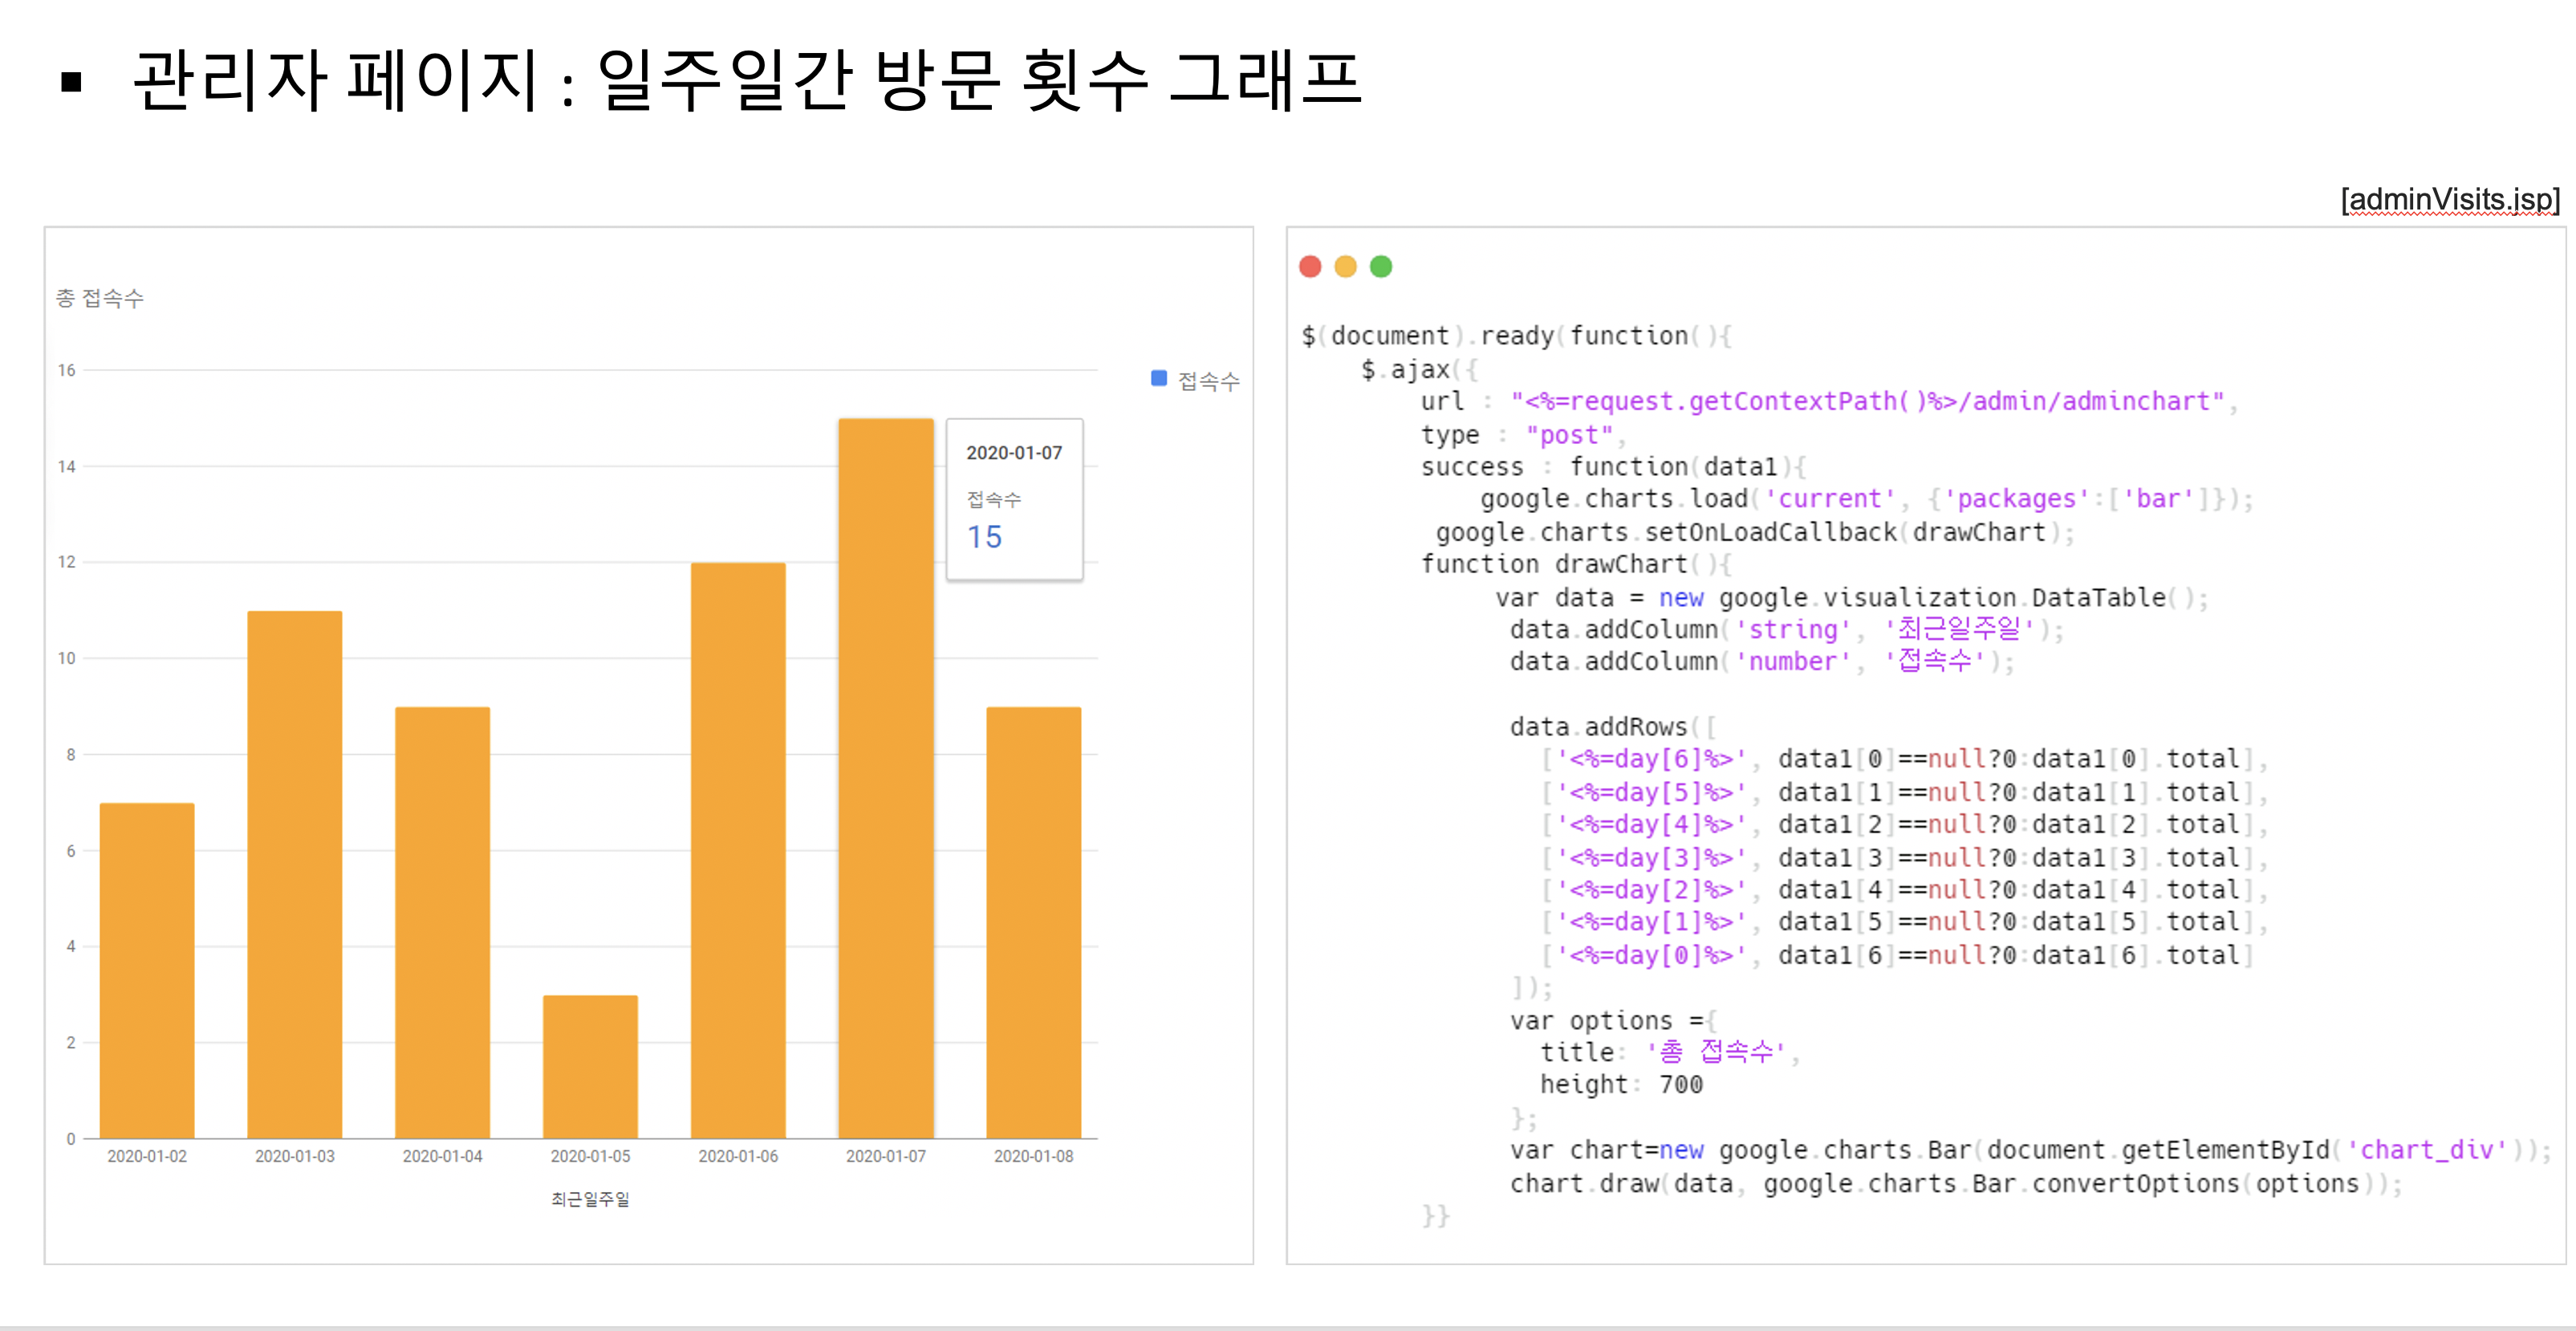 ▪ 관리자 페이지 : 일주일간 방문 횟수 그래프
[adminVisits.jsp]
총 접속수
16
14
12
10
8
6
4
2
0
접속수
2020-01-07
접속수
15
2020-01-02 2020-01-03 2020-01-04 2020-01-05 2020-01-06 2020-01-07 2020-01-08
최근일주일
$(document).ready(function(){
$.ajax({
url : "<%=request.getContextPath()%>/admin/adminchart",
type : "post",
success : function(data1){
google.charts.load('current', {'packages':['bar']});
google.charts.setOnLoadCallback(drawChart);
function drawChart(){
var data = new google.visualization.DataTable();
data.addColumn('string', '최근일주일');
data.addColumn('number', '접속수');
data.addRows([
['<%=day[6]%>', data1[0]==null?0:data1[0].total],
['<%=day[5]%>', data1[1]==null?0:data1[1].total],
['<%=day[4]%>', data1[2]==null?0:data1[2].total],
['<%=day[3]%>', data1[3]==null?0:data1[3].total],
['<%=day[2]%>', data1[4]==null?0:data1[4].total],
['<%=day[1]%>', data1[5]==null?0:data1[5].total],
['<%=day[0]%>', data1[6]==null?0:data1[6].total]
]);
var options ={
title: '총 접속수',
height: 700
};
var chart=new google.charts.Bar(document.getElementById('chart_div'));
chart.draw(data, google.charts.Bar.convertOptions(options));
}}